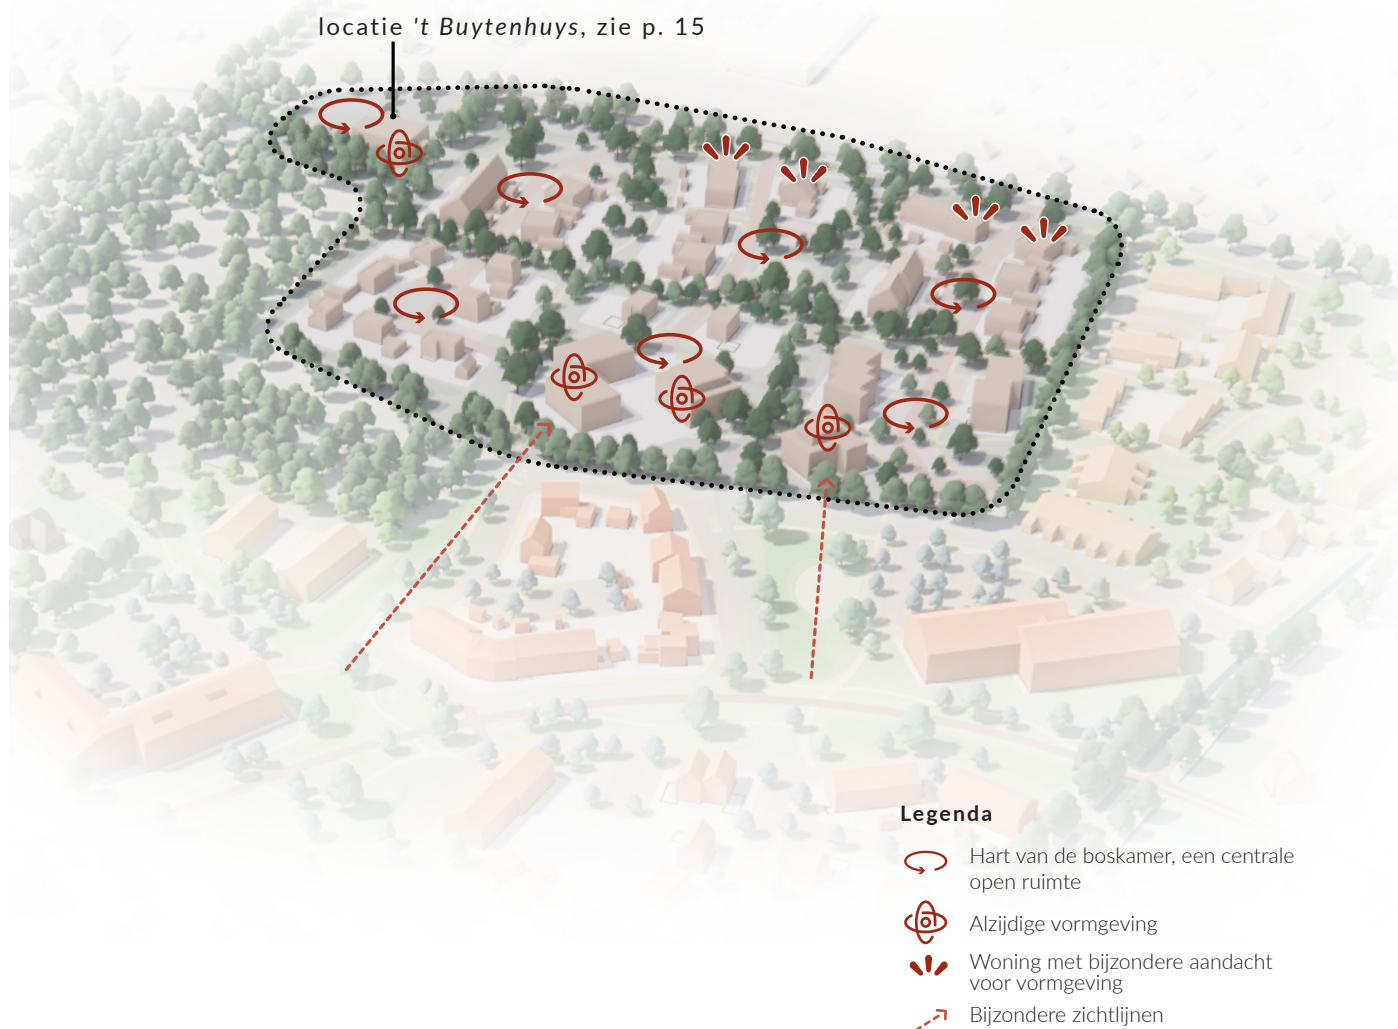 locatie 't Buytenhuys, zie p. 15
Legenda
Hart van de boskamer, een centrale
open ruimte
Alzijdige vormgeving
Woning met bijzondere aandacht
voor vormgeving
Bijzondere zichtlijnen